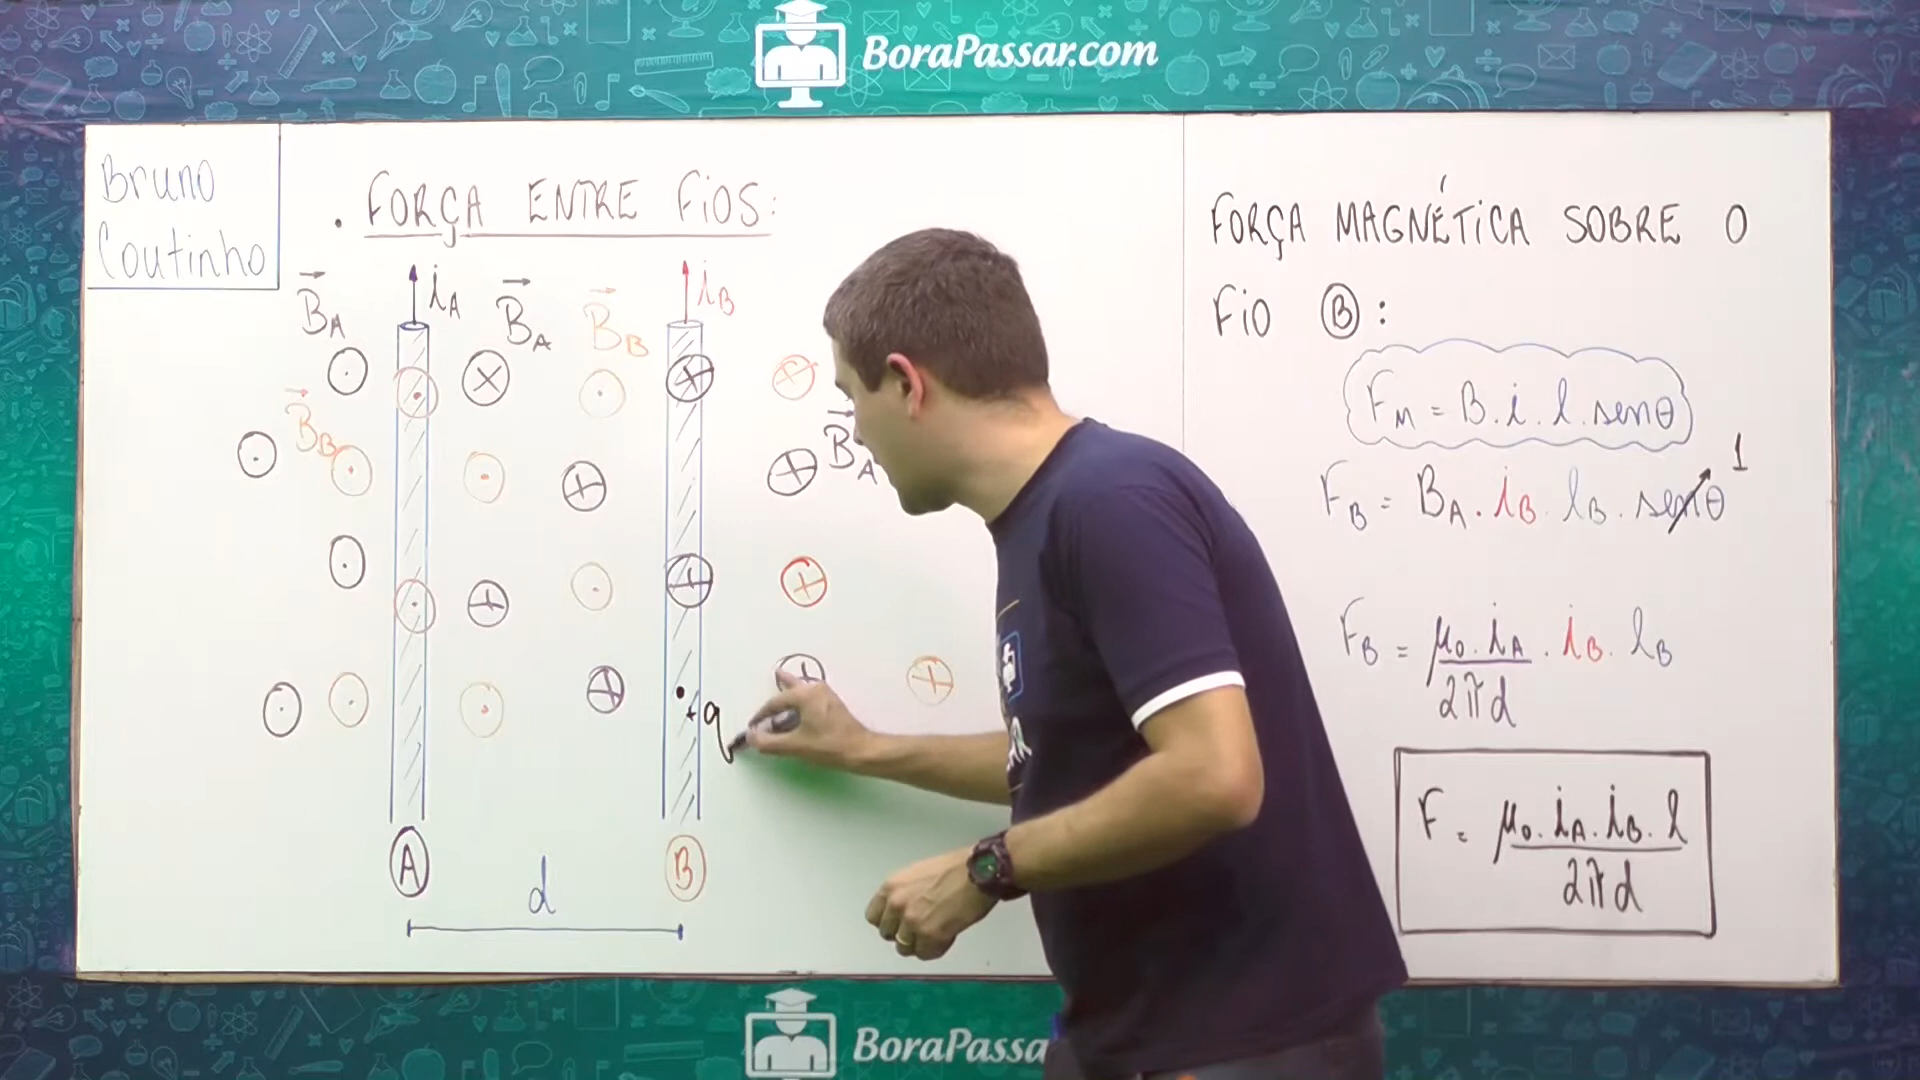 BoraPassar.com
Bruno
Coutinho
. FORÇA ENTRE FiOS:
B⃗A
iA
B⃗A
B⃗B
iB
B⃗B
B⃗A
+q
A
B
d
FORÇA MAGNÉTiCA SOBRE O
FiO B :
FM = B.i.l.senθ
FB = BA.iB.lB.senθ 1
FB = μ0.iA/2πd . iB.lB
F = μ0.iA.iB.l/2πd
BoraPassa